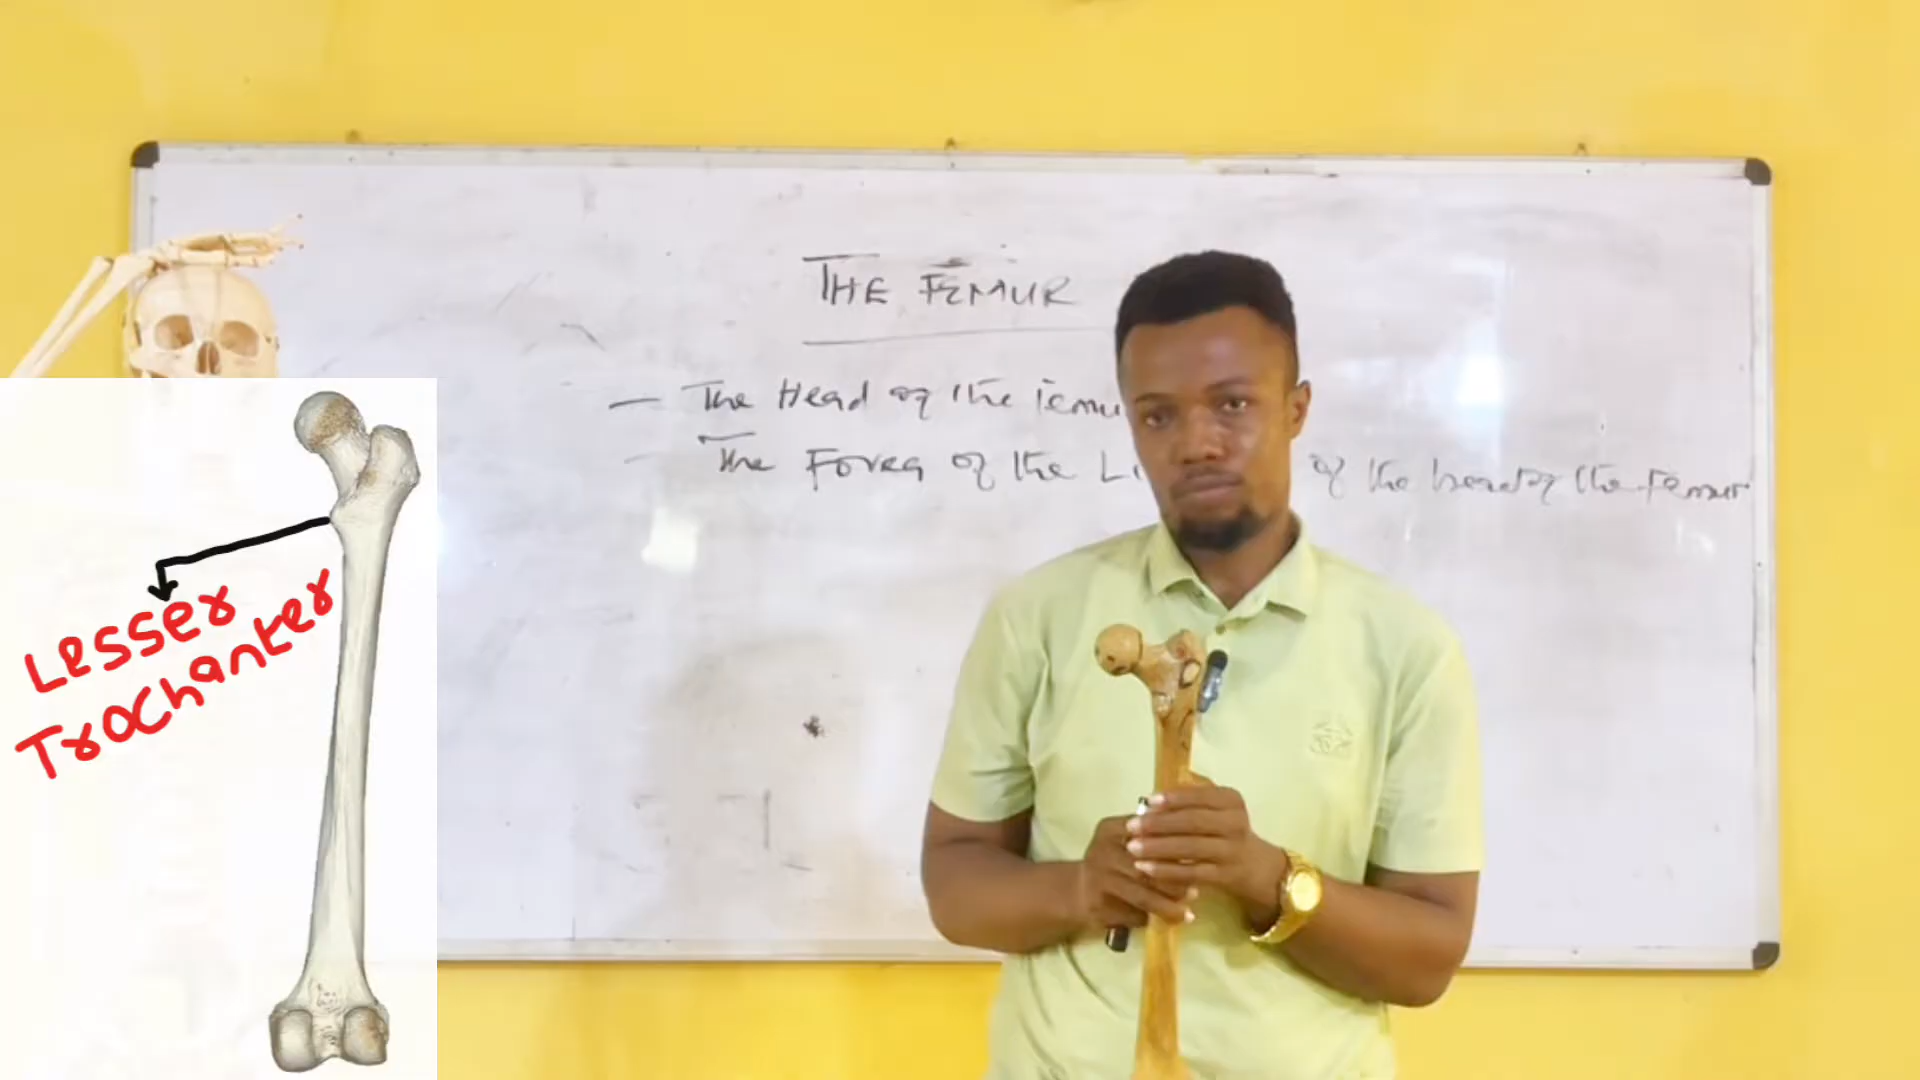 THE FEMUR
— The Head of the Femu
— The Fovea of the Li of the head of the Femur
Lesser
Trochanter